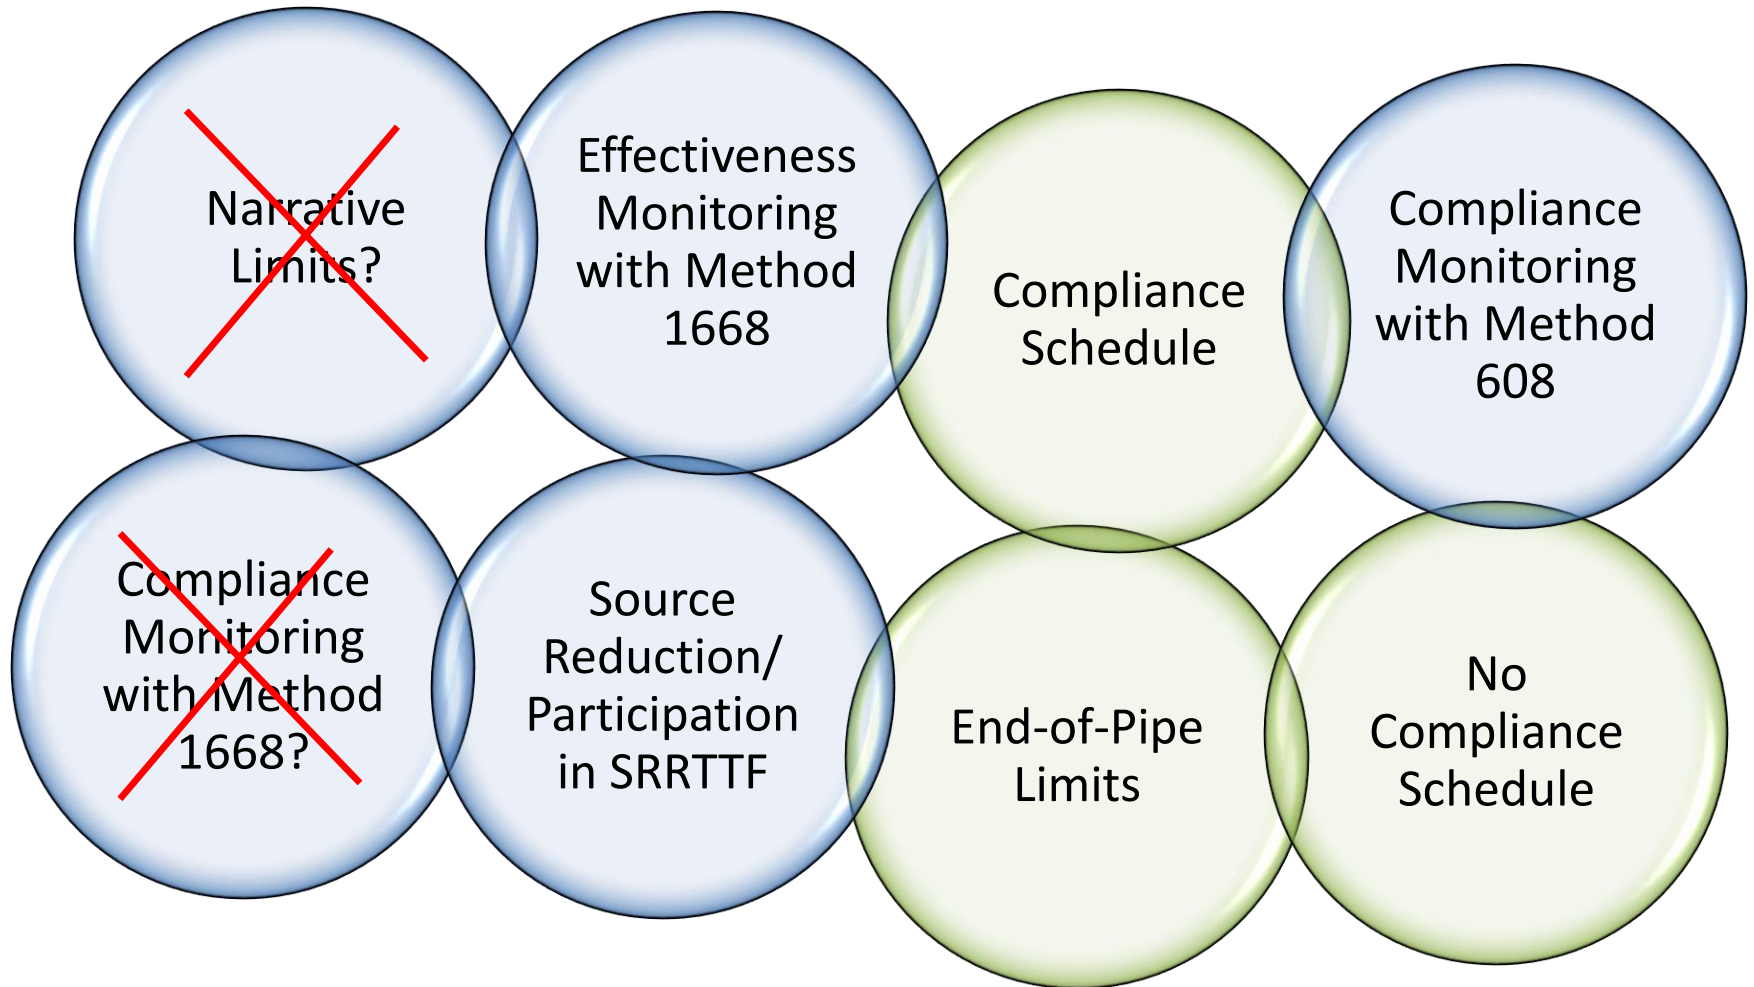 Narrative
Limits?
Effectiveness
Monitoring
with Method
1668
Compliance
Schedule
Compliance
Monitoring
with Method
608
Compliance
Monitoring
with Method
1668?
Source
Reduction/
Participation
in SRRTTF
End-of-Pipe
Limits
No
Compliance
Schedule